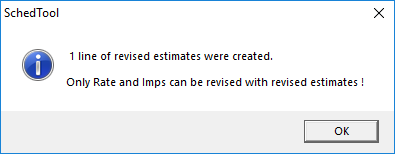 SchedTool
1 line of revised estimates were created.
Only Rate and Imps can be revised with revised estimates !
OK